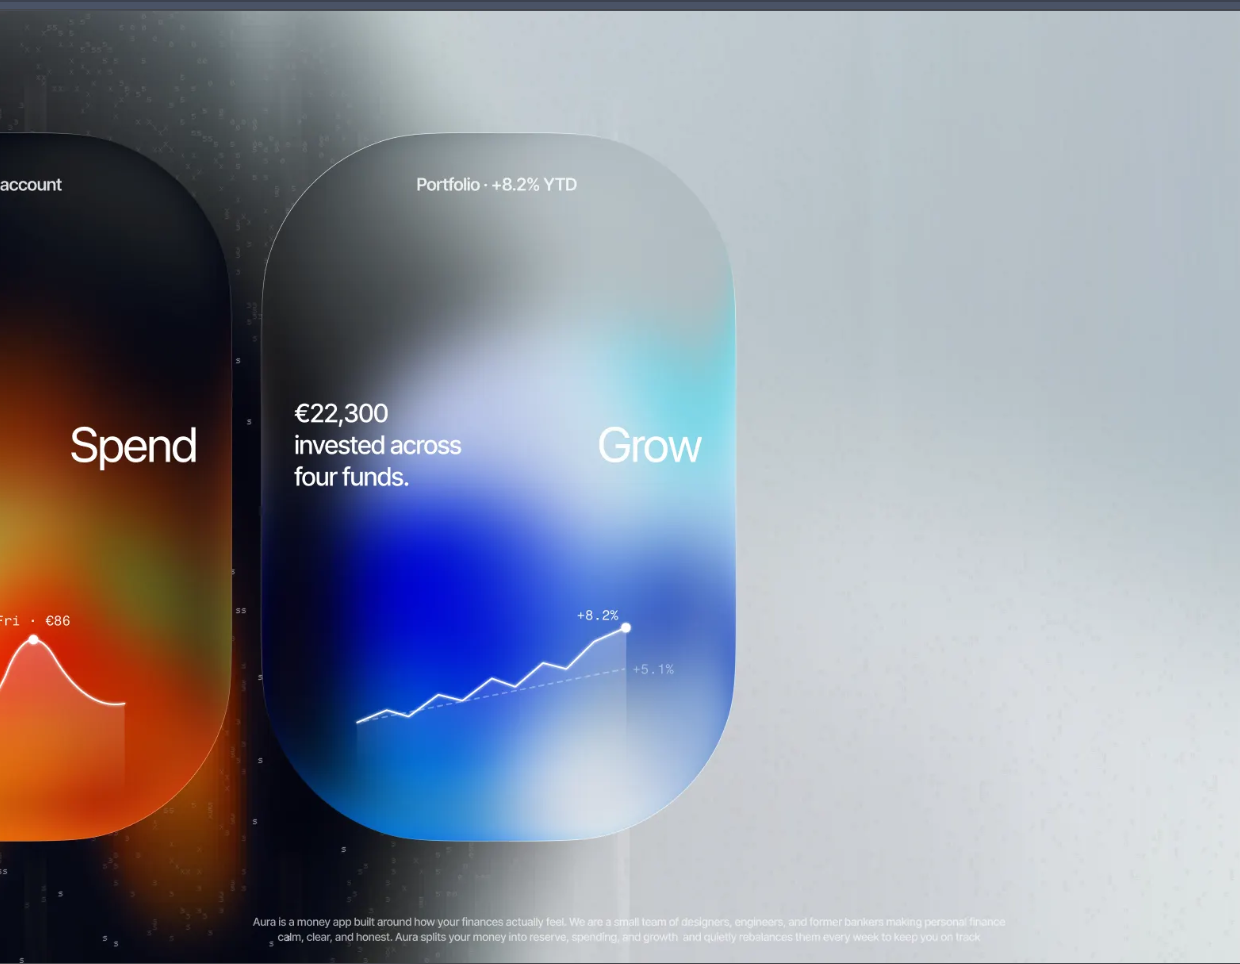 account
Spend
Fri · €86
Portfolio · +8.2% YTD
€22,300
invested across
four funds.
Grow
+8.2%
+5.1%
Aura is a money app built around how your finances actually feel. We are a small team of designers, engineers, and former bankers making personal finance
calm, clear, and honest. Aura splits your money into reserve, spending, and growth and quietly rebalances them every week to keep you on track